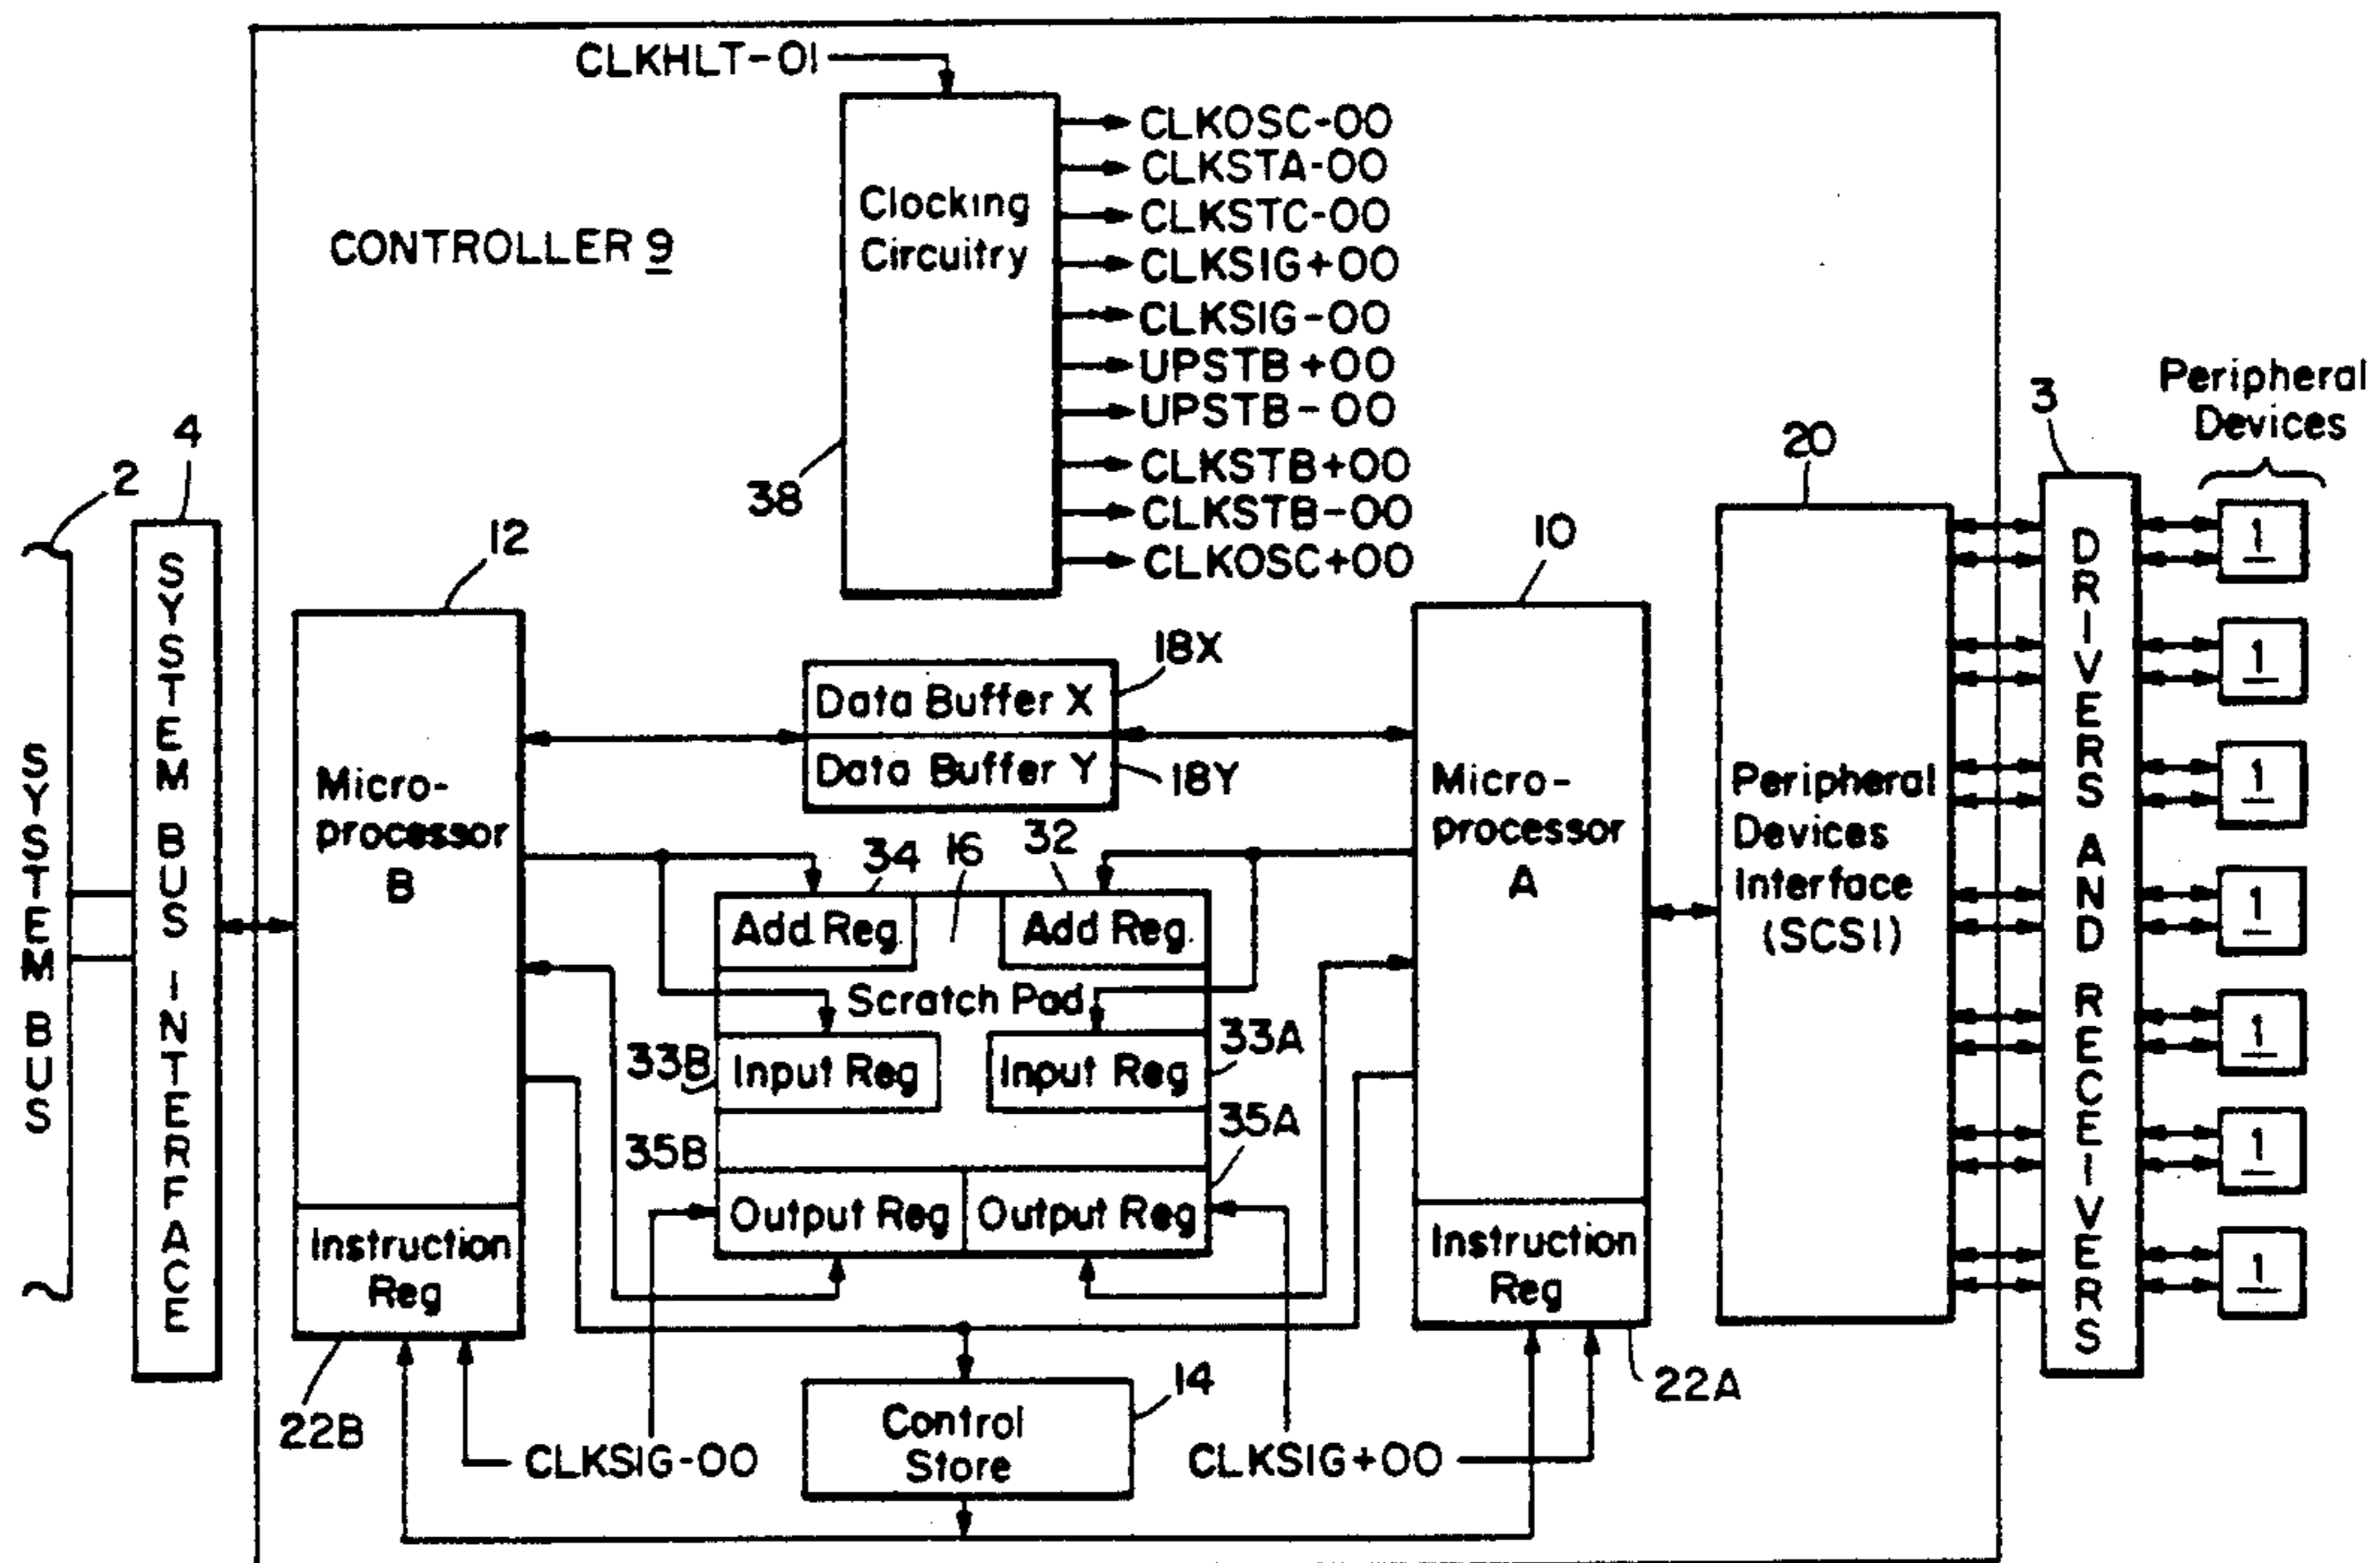 CLKHLT-01
CLKOSC-00
CLKSTA-00
CLKSTC-00
CLKSIG+00
CLKSIG-00
UPSTB+00
UPSTB-00
CLKSTB+00
CLKSTB-00
CLKOSC+00
Clocking
Circuitry
38
CONTROLLER 9
2
4
SYSTEM BUS
SYSTEM BUS INTERFACE
12
Micro-
processor
B
Instruction
Reg
22B
18X
Data Buffer X
Data Buffer Y
18Y
34
16
32
Add Reg
Add Reg
Scratch Pad
33B
Input Reg
Input Reg
33A
35B
35A
Output Reg
Output Reg
CLKSIG-00
14
Control
Store
CLKSIG+00
10
Micro-
processor
A
Instruction
Reg
22A
20
Peripheral
Devices
Interface
(SCSI)
3
DRIVERS AND RECEIVERS
Peripheral
Devices
1
1
1
1
1
1
1